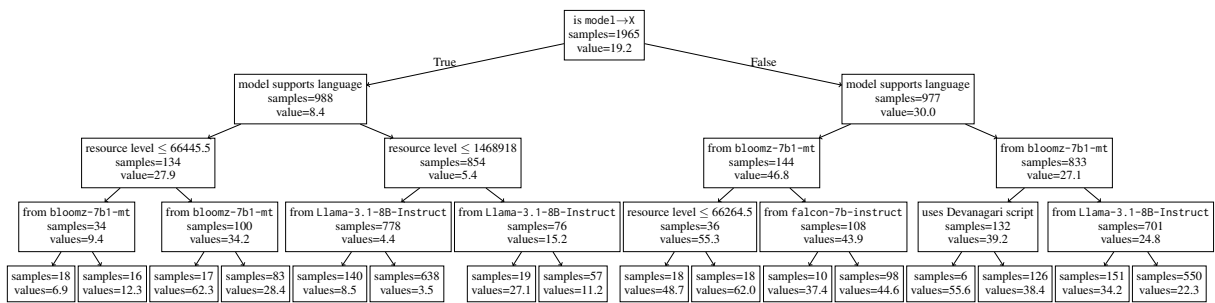 is model→X
samples=1965
value=19.2
True
False
model supports language
samples=988
value=8.4
model supports language
samples=977
value=30.0
resource level ≤ 66445.5
samples=134
value=27.9
resource level ≤ 1468918
samples=854
value=5.4
from bloomz-7b1-mt
samples=144
value=46.8
from bloomz-7b1-mt
samples=833
value=27.1
from bloomz-7b1-mt
samples=34
values=9.4
from bloomz-7b1-mt
samples=100
values=34.2
from Llama-3.1-8B-Instruct
samples=778
values=4.4
from Llama-3.1-8B-Instruct
samples=76
values=15.2
resource level ≤ 66264.5
samples=36
values=55.3
from falcon-7b-instruct
samples=108
values=43.9
uses Devanagari script
samples=132
values=39.2
from Llama-3.1-8B-Instruct
samples=701
values=24.8
samples=18
values=6.9
samples=16
values=12.3
samples=17
values=62.3
samples=83
values=28.4
samples=140
values=8.5
samples=638
values=3.5
samples=19
values=27.1
samples=57
values=11.2
samples=18
values=48.7
samples=18
values=62.0
samples=10
values=37.4
samples=98
values=44.6
samples=6
values=55.6
samples=126
values=38.4
samples=151
values=34.2
samples=550
values=22.3